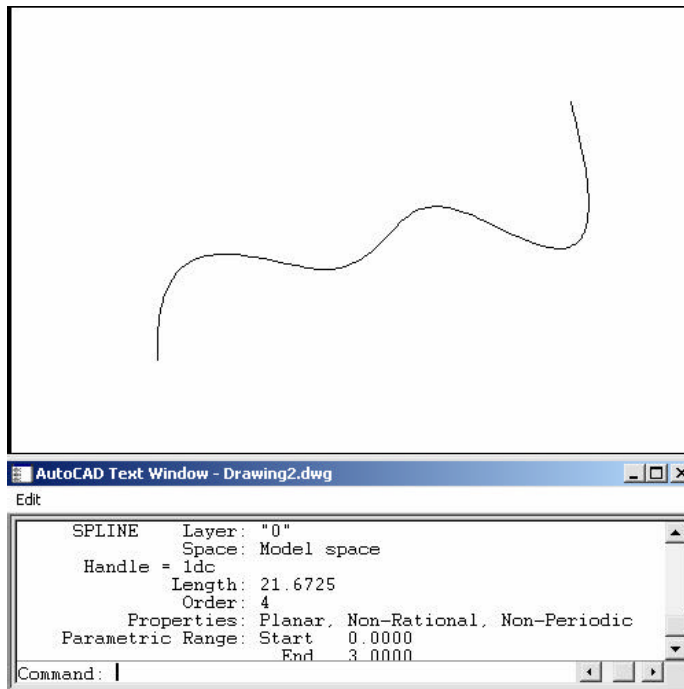 AutoCAD Text Window - Drawing2.dwg
Edit
SPLINE Layer: "0"
Space: Model space
Handle = 1dc
Length: 21.6725
Order: 4
Properties: Planar, Non-Rational, Non-Periodic
Parametric Range: Start 0.0000
End 3.0000
Command: